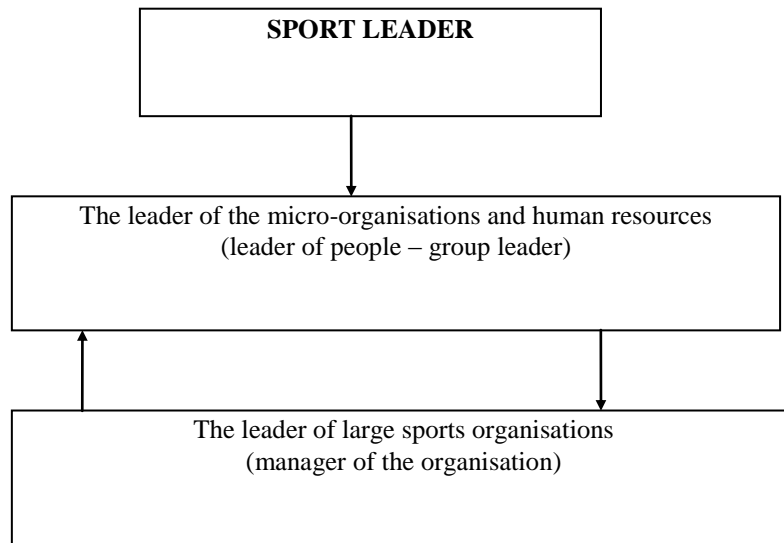 SPORT LEADER
The leader of the micro-organisations and human resources
(leader of people – group leader)
The leader of large sports organisations
(manager of the organisation)